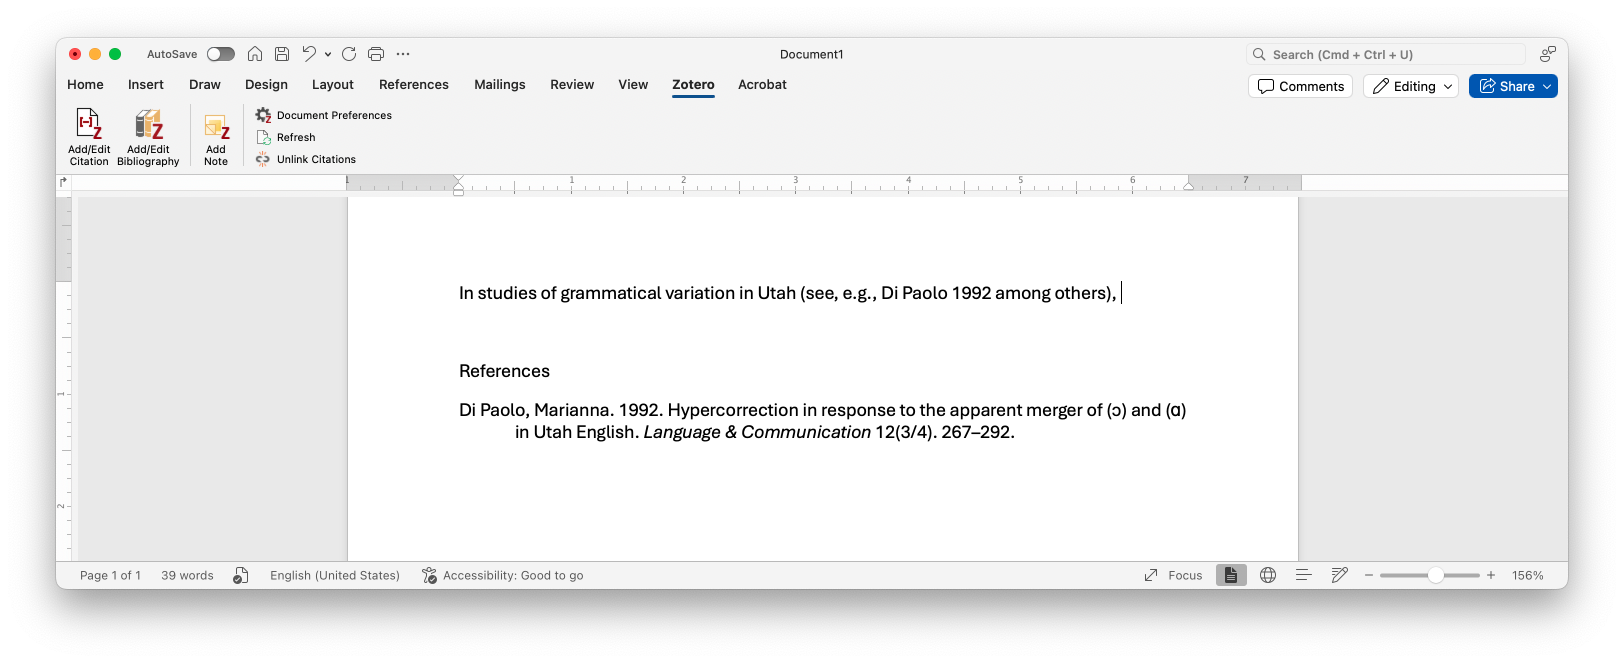 AutoSave
Document1
Search (Cmd + Ctrl + U)
Home Insert Draw Design Layout References Mailings Review View Zotero Acrobat
Comments Editing Share
Add/Edit Citation
Add/Edit Bibliography
Add Note
Document Preferences
Refresh
Unlink Citations
1 1 2 3 4 5 6 7
In studies of grammatical variation in Utah (see, e.g., Di Paolo 1992 among others),
References
Di Paolo, Marianna. 1992. Hypercorrection in response to the apparent merger of (ɔ) and (ɑ)
in Utah English. Language & Communication 12(3/4). 267–292.
1
2
Page 1 of 1 39 words English (United States) Accessibility: Good to go Focus 156%